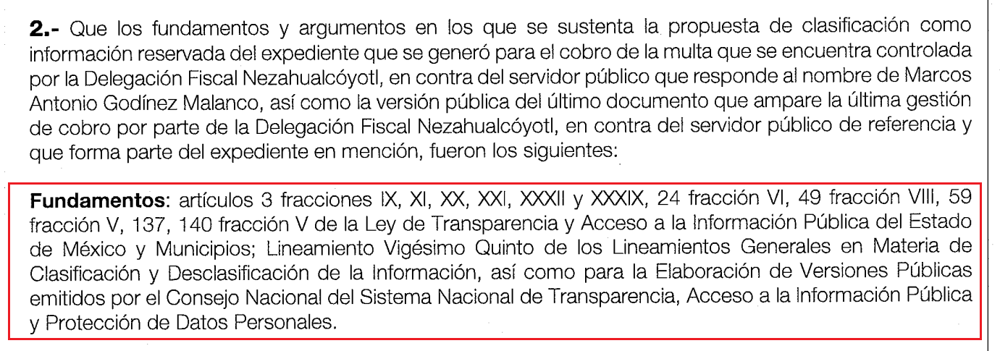 2.- Que los fundamentos y argumentos en los que se sustenta la propuesta de clasificación como
información reservada del expediente que se generó para el cobro de la multa que se encuentra controlada
por la Delegación Fiscal Nezahualcóyotl, en contra del servidor público que responde al nombre de Marcos
Antonio Godínez Malanco, así como la versión pública del último documento que ampare la última gestión
de cobro por parte de la Delegación Fiscal Nezahualcóyotl, en contra del servidor público de referencia y
que forma parte del expediente en mención, fueron los siguientes:
Fundamentos: artículos 3 fracciones IX, XI, XX, XXI, XXXII y XXXIX, 24 fracción VI, 49 fracción VIII, 59
fracción V, 137, 140 fracción V de la Ley de Transparencia y Acceso a la Información Pública del Estado
de México y Municipios; Lineamiento Vigésimo Quinto de los Lineamientos Generales en Materia de
Clasificación y Desclasificación de la Información, así como para la Elaboración de Versiones Públicas
emitidos por el Consejo Nacional del Sistema Nacional de Transparencia, Acceso a la Información Pública
y Protección de Datos Personales.